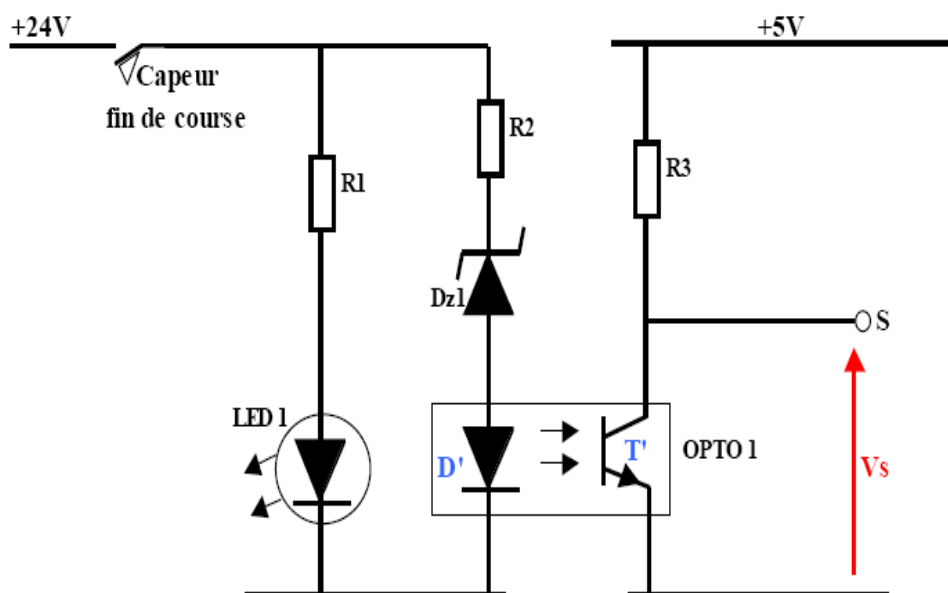 +24V
+5V
Capeur
fin de course
R2
R1
R3
Dz1
S
LED 1
D'
T'
OPTO 1
Vs